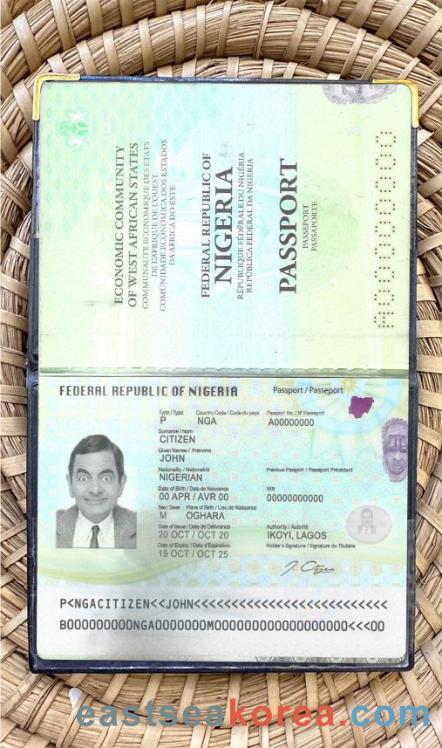 ECONOMIC COMMUNITY
OF WEST AFRICAN STATES
COMMUNAUTE ECONOMIQUE DES ETATS
DE L'AFRIQUE DE L'OUEST
COMUNIDADE ECONOMICA DOS ESTADOS
DA AFRICA DO ESTE
FEDERAL REPUBLIC OF
NIGERIA
RÉPUBLIQUE FÉDÉRALE DU NIGÉRIA
REPÚBLICA FEDERAL DA NIGERIA
PASSPORT
PASSEPORT
PASSAPORTE
A00000000
FEDERAL REPUBLIC OF NIGERIA Passport / Passeport
Type / Type Country Code / Code du pays Passport No. / Nº Passeport
P NGA A00000000
Surname / Nom
CITIZEN
Given Names / Prénoms
JOHN
Nationality / Nationalité Previous Passport / Passeport Précédent
NIGERIAN
Date of Birth / Date de Naissance NIN
00 APR / AVR 00 00000000000
Sex / Sexe Place of Birth / Lieu de Naissance
M OGHARA
Date of Issue / Date de Délivrance Authority / Autorité
20 OCT / OCT 20 IKOYI, LAGOS
Date of Expiry / Date d'Expiration Holder's Signature / Signature du Titulaire
19 OCT / OCT 25
P<NGACITIZEN<<JOHN<<<<<<<<<<<<<<<<<<<<<<<<<<
B000000000NGA0000000M0000000000000000000<<<00
eastseakorea.com